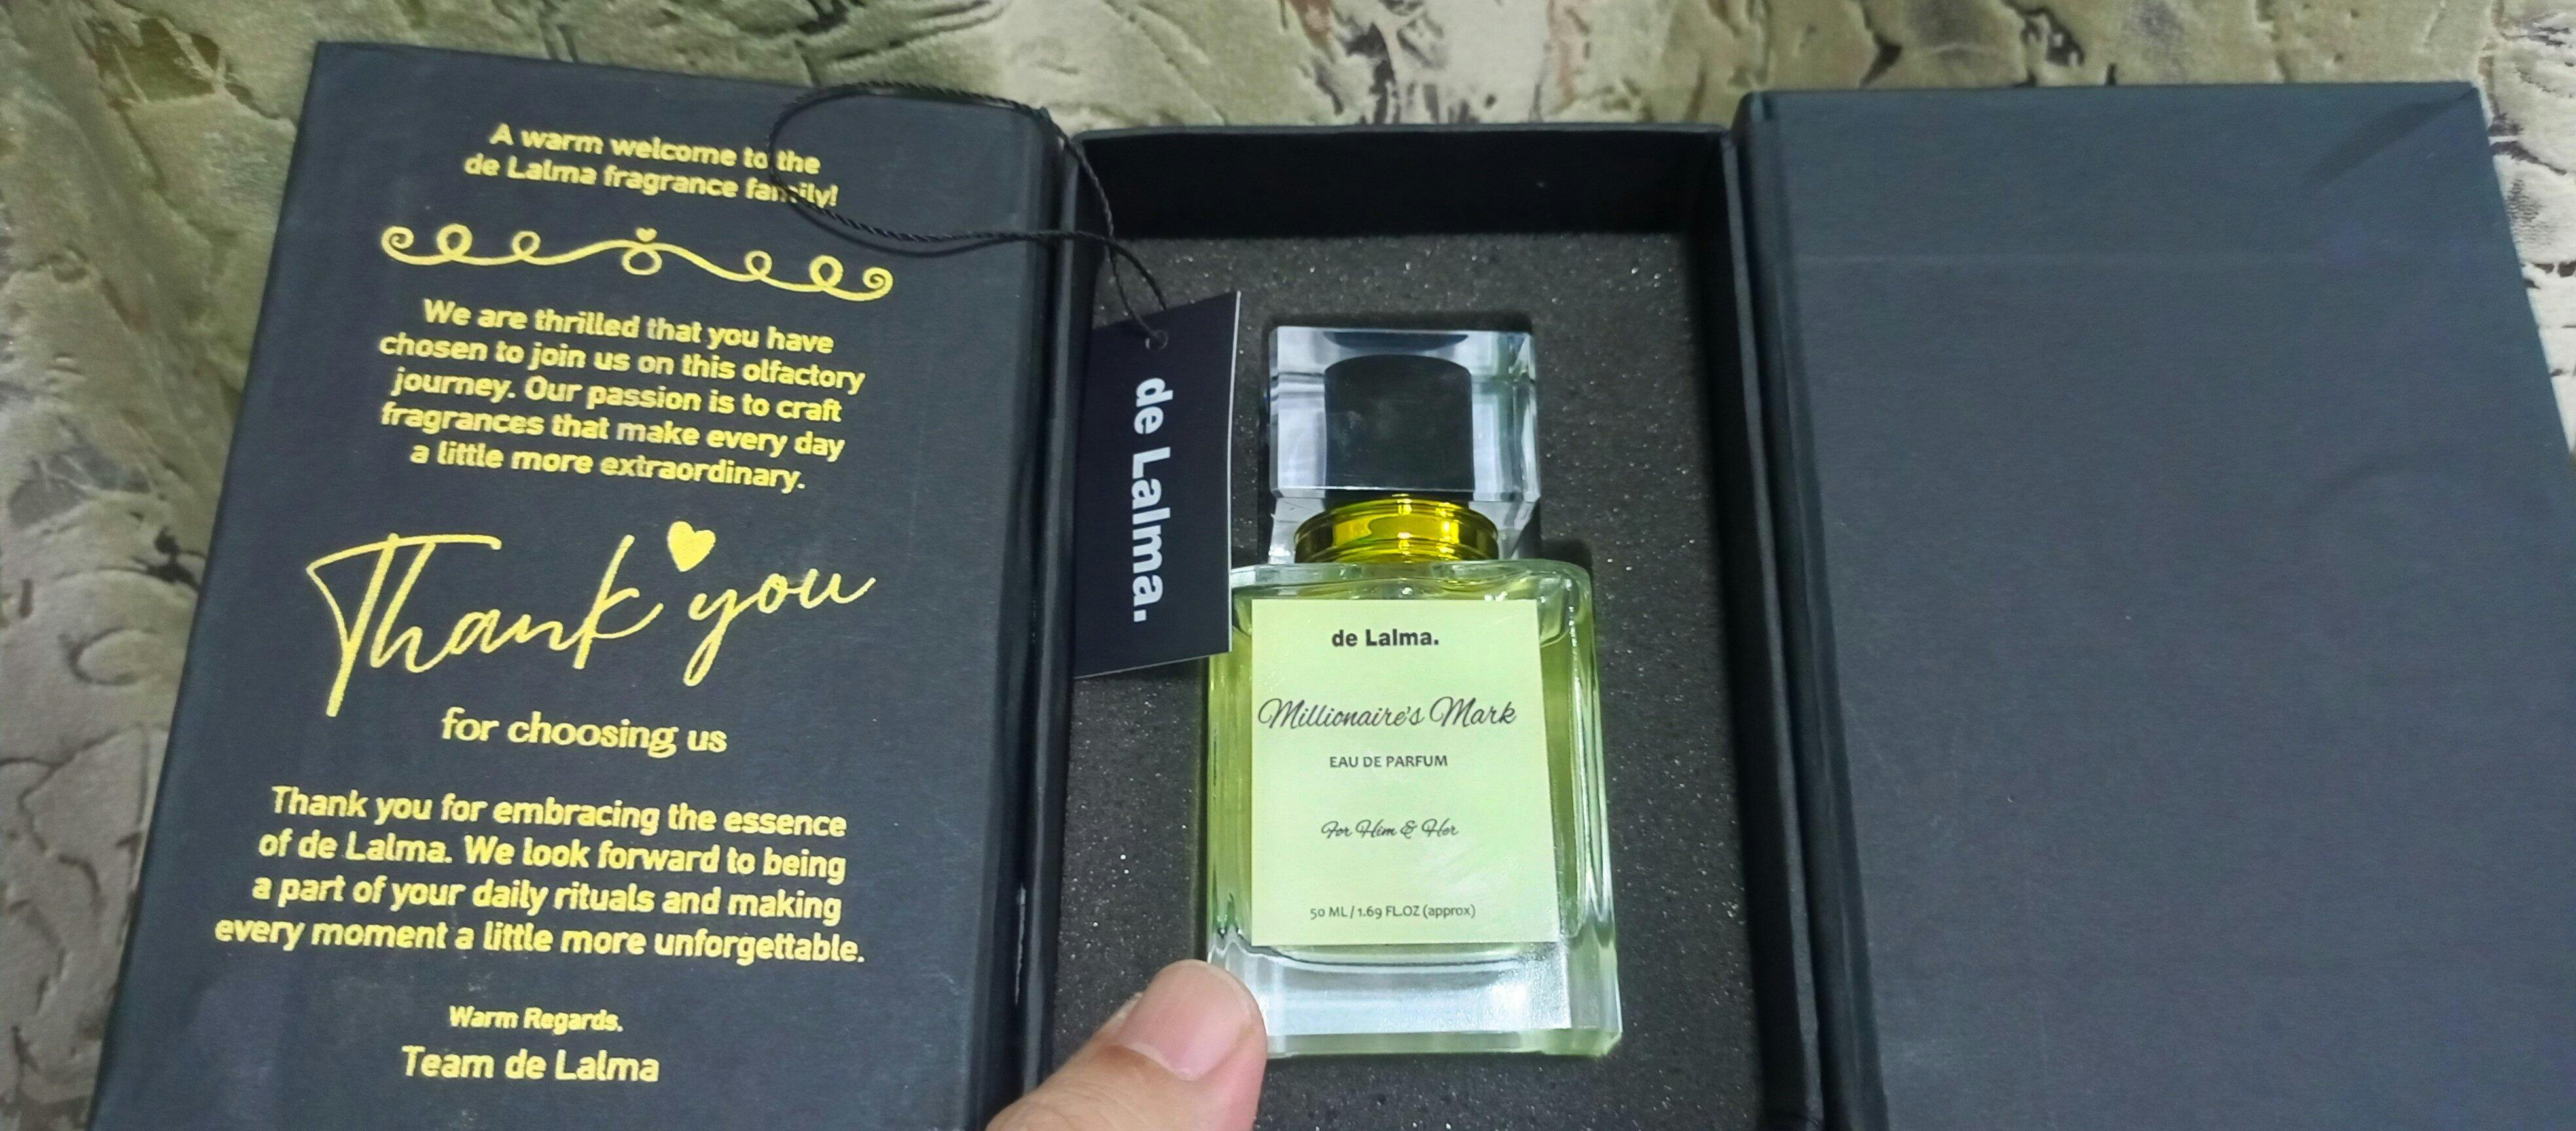 A warm welcome to the
de Lalma fragrance family!
We are thrilled that you have
chosen to join us on this olfactory
journey. Our passion is to craft
fragrances that make every day
a little more extraordinary.
Thank you
for choosing us
Thank you for embracing the essence
of de Lalma. We look forward to being
a part of your daily rituals and making
every moment a little more unforgettable.
Warm Regards.
Team de Lalma
de Lalma.
de Lalma.
Millionaire's Mark
EAU DE PARFUM
For Him & Her
50 ML / 1.69 FL.OZ (approx)